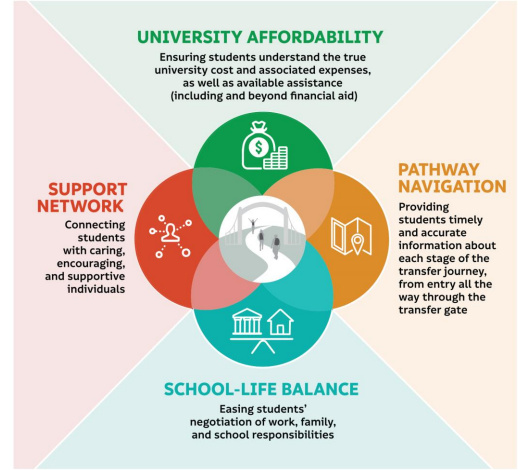 UNIVERSITY AFFORDABILITY
Ensuring students understand the true
university cost and associated expenses,
as well as available assistance
(including and beyond financial aid)
SUPPORT
NETWORK
Connecting
students
with caring,
encouraging,
and supportive
individuals
$
PATHWAY
NAVIGATION
Providing
students timely
and accurate
information about
each stage of the
transfer journey,
from entry all the
way through the
transfer gate
SCHOOL-LIFE BALANCE
Easing students’
negotiation of work, family,
and school responsibilities